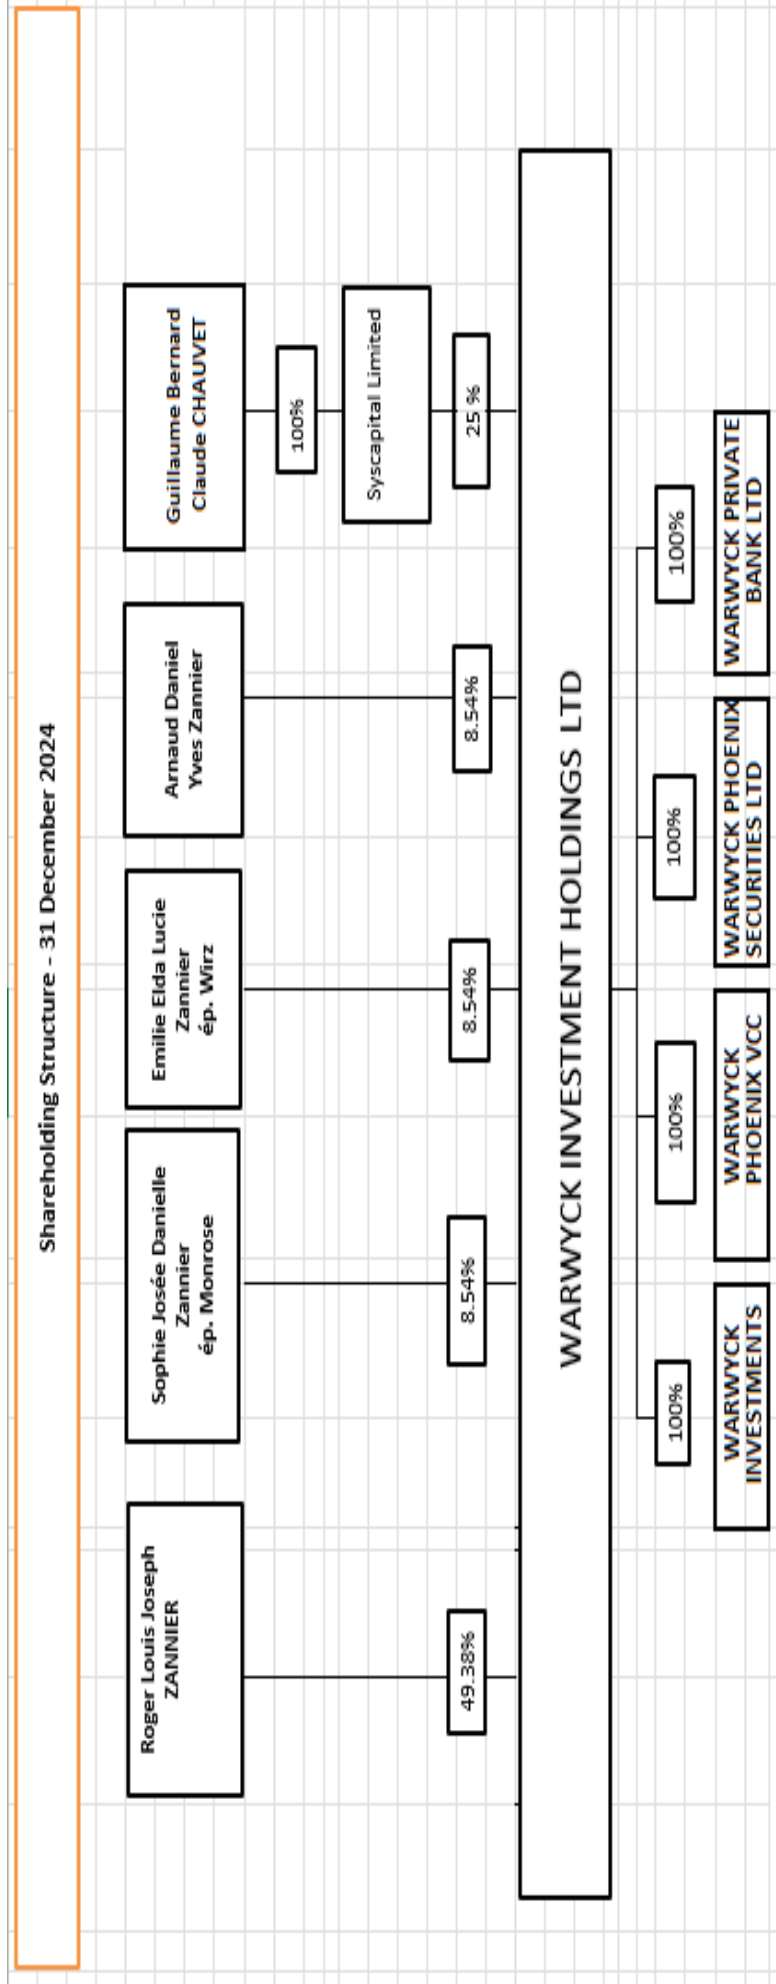 Shareholding Structure - 31 December 2024
Roger Louis Joseph
ZANNIER
Sophie Josée Danielle
Zannier
ép. Monrose
Emilie Elda Lucie
Zannier
ép. Wirz
Arnaud Daniel
Yves Zannier
Guillaume Bernard
Claude CHAUVET
100%
Syscapital Limited
49.38%
8.54%
8.54%
8.54%
25 %
WARWYCK INVESTMENT HOLDINGS LTD
100%
100%
100%
100%
WARWYCK
INVESTMENTS
WARWYCK
PHOENIX VCC
WARWYCK PHOENIX
SECURITIES LTD
WARWYCK PRIVATE
BANK LTD